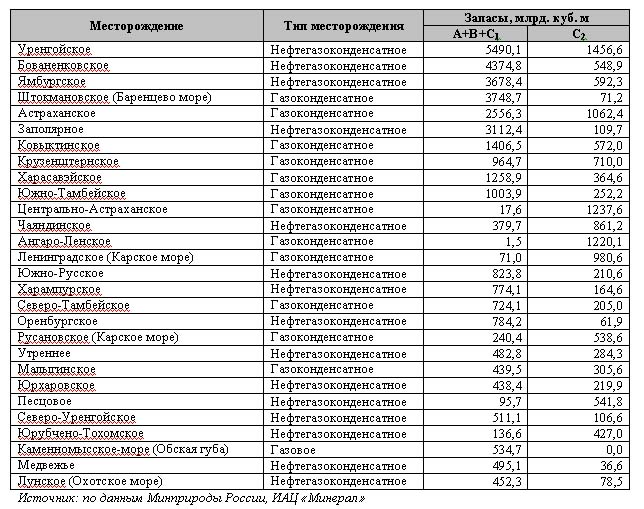 Месторождение Тип месторождения Запасы, млрд. куб. м
А+В+С1 С2
Уренгойское Нефтегазоконденсатное 5490,1 1456,6
Бованенковское Нефтегазоконденсатное 4374,8 548,9
Ямбургское Нефтегазоконденсатное 3678,4 592,3
Штокмановское (Баренцево море) Газоконденсатное 3748,7 71,2
Астраханское Газоконденсатное 2556,3 1062,4
Заполярное Нефтегазоконденсатное 3112,4 109,7
Ковыктинское Газоконденсатное 1406,5 572,0
Крузенштернское Газоконденсатное 964,7 710,0
Харасавэйское Газоконденсатное 1258,9 364,6
Южно-Тамбейское Газоконденсатное 1003,9 252,2
Центрально-Астраханское Газоконденсатное 17,6 1237,6
Чаяндинское Нефтегазоконденсатное 379,7 861,2
Ангаро-Ленское Газоконденсатное 1,5 1220,1
Ленинградское (Карское море) Газоконденсатное 71,0 980,6
Южно-Русское Нефтегазоконденсатное 823,8 210,6
Харампурское Нефтегазоконденсатное 774,1 164,6
Северо-Тамбейское Газоконденсатное 724,1 205,0
Оренбургское Нефтегазоконденсатное 784,2 61,9
Русановское (Карское море) Газоконденсатное 240,4 538,6
Утреннее Нефтегазоконденсатное 482,8 284,3
Малыгинское Газоконденсатное 439,5 305,6
Юрхаровское Нефтегазоконденсатное 438,4 219,9
Песцовое Нефтегазоконденсатное 95,7 541,8
Северо-Уренгойское Нефтегазоконденсатное 511,1 106,6
Юрубчено-Тохомское Нефтегазоконденсатное 136,6 427,0
Каменномысское-море (Обская губа) Газовое 534,7 0,0
Медвежье Нефтегазоконденсатное 495,1 36,6
Лунское (Охотское море) Нефтегазоконденсатное 452,3 78,5
Источник: по данным Минприроды России, ИАЦ «Минерал»